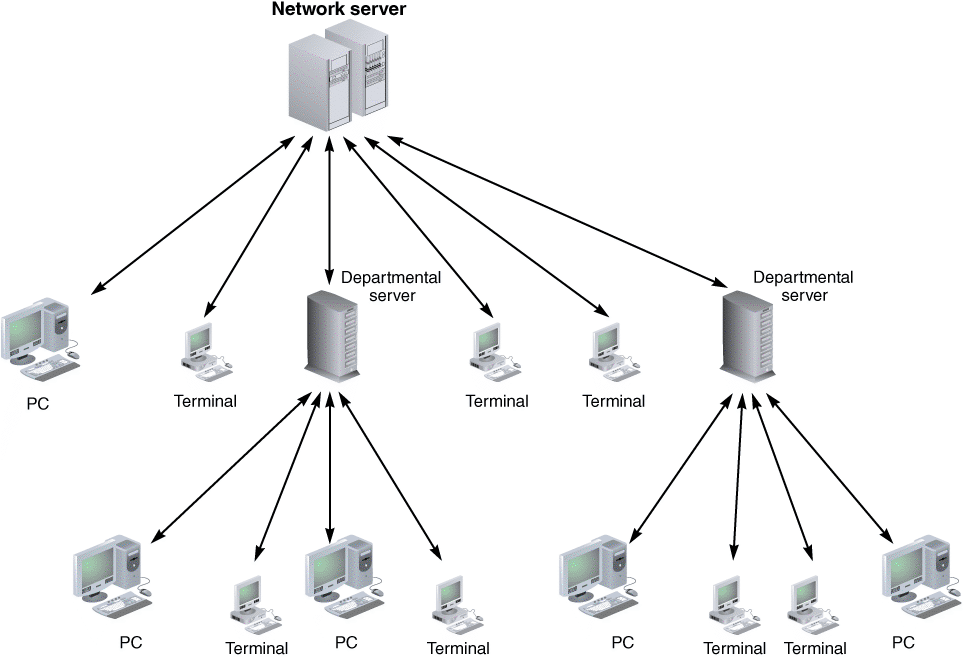 Network server
Departmental
server
Departmental
server
PC
Terminal
Terminal
Terminal
PC
Terminal
PC
Terminal
PC
Terminal
Terminal
PC